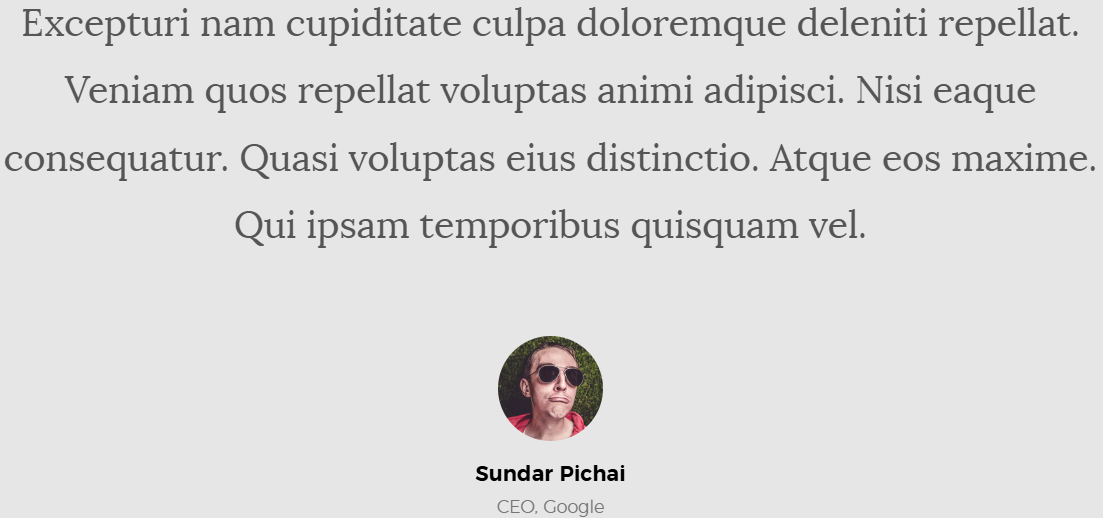 Excepturi nam cupiditate culpa doloremque deleniti repellat.
Veniam quos repellat voluptas animi adipisci. Nisi eaque
consequatur. Quasi voluptas eius distinctio. Atque eos maxime.
Qui ipsam temporibus quisquam vel.
Sundar Pichai
CEO, Google